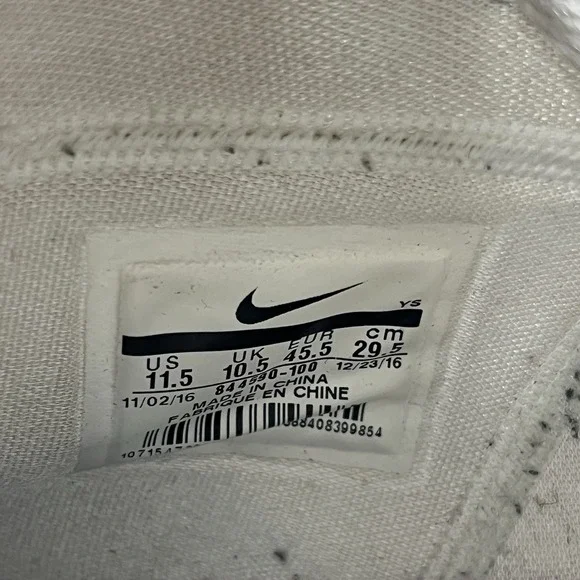 YS
US UK EUR cm
11.5 10.5 45.5 29.5
11/02/16 844590-100 12/23/16
MADE IN CHINA
FABRIQUE EN CHINE